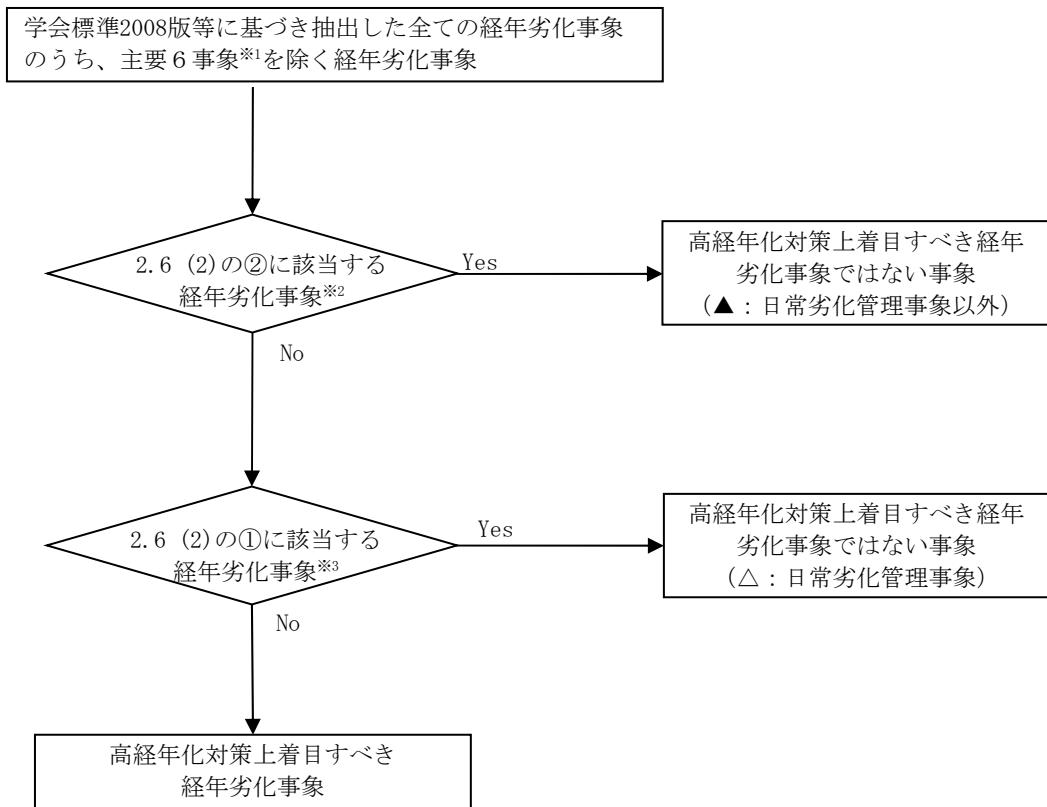 学会標準2008版等に基づき抽出した全ての経年劣化事象
のうち、主要６事象※1を除く経年劣化事象
2.6 (2)の②に該当する
経年劣化事象※2
Yes
高経年化対策上着目すべき経年
劣化事象ではない事象
（▲：日常劣化管理事象以外）
No
2.6 (2)の①に該当する
経年劣化事象※3
Yes
高経年化対策上着目すべき経年
劣化事象ではない事象
（△：日常劣化管理事象）
No
高経年化対策上着目すべき
経年劣化事象